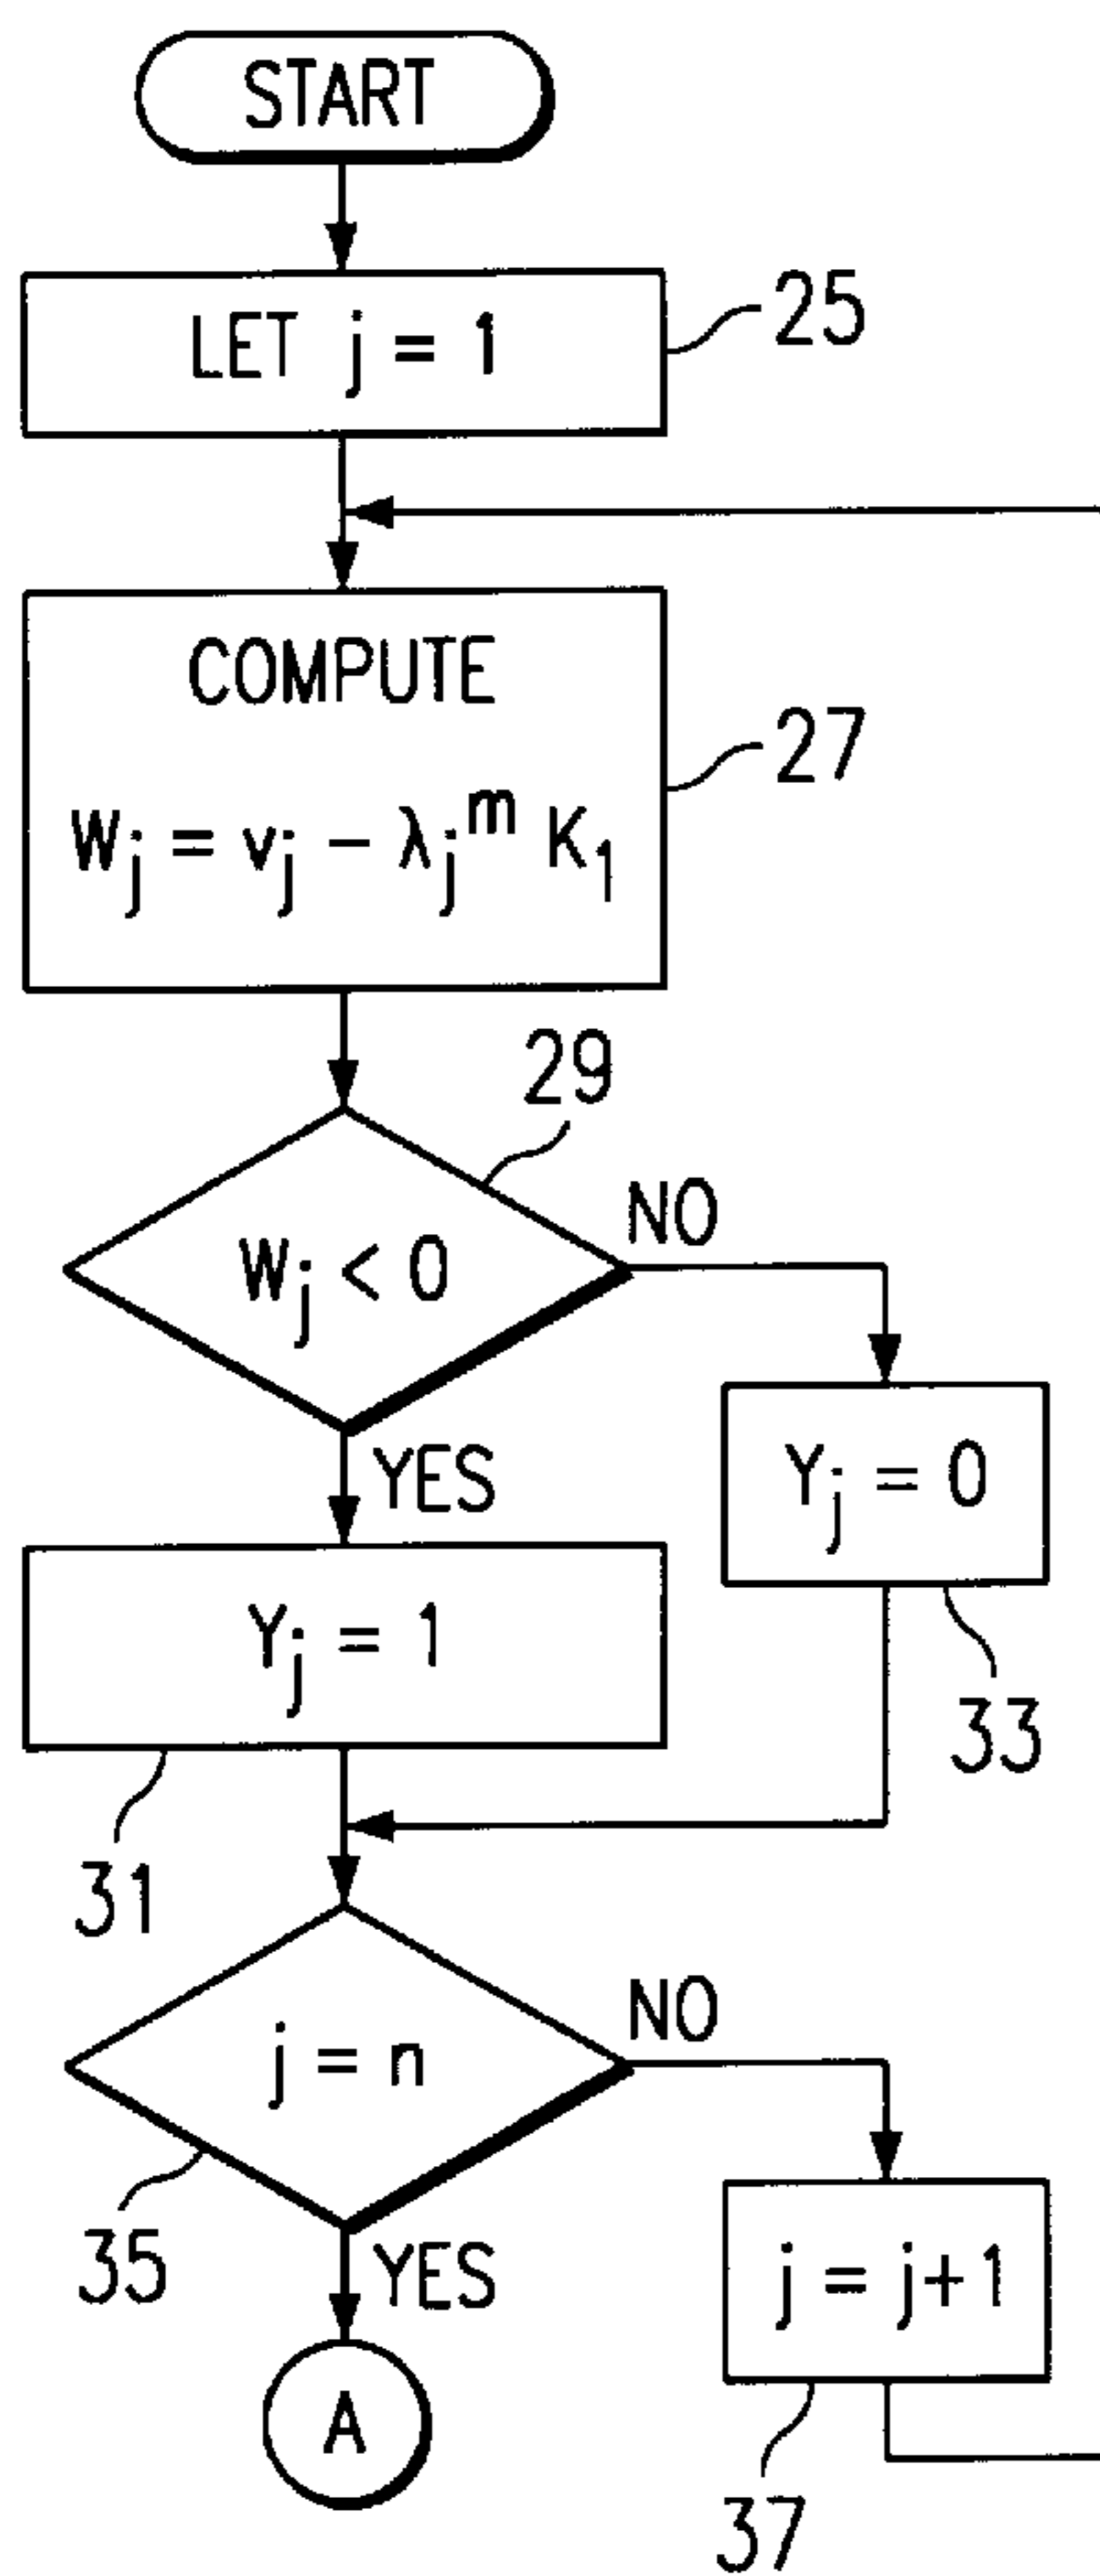 START
LET j = 1
25
COMPUTE
27
W_j = v_j - λ_j^m K_1
29
NO
W_j < 0
YES
Y_j = 0
Y_j = 1
33
31
NO
j = n
35
YES
j = j+1
A
37